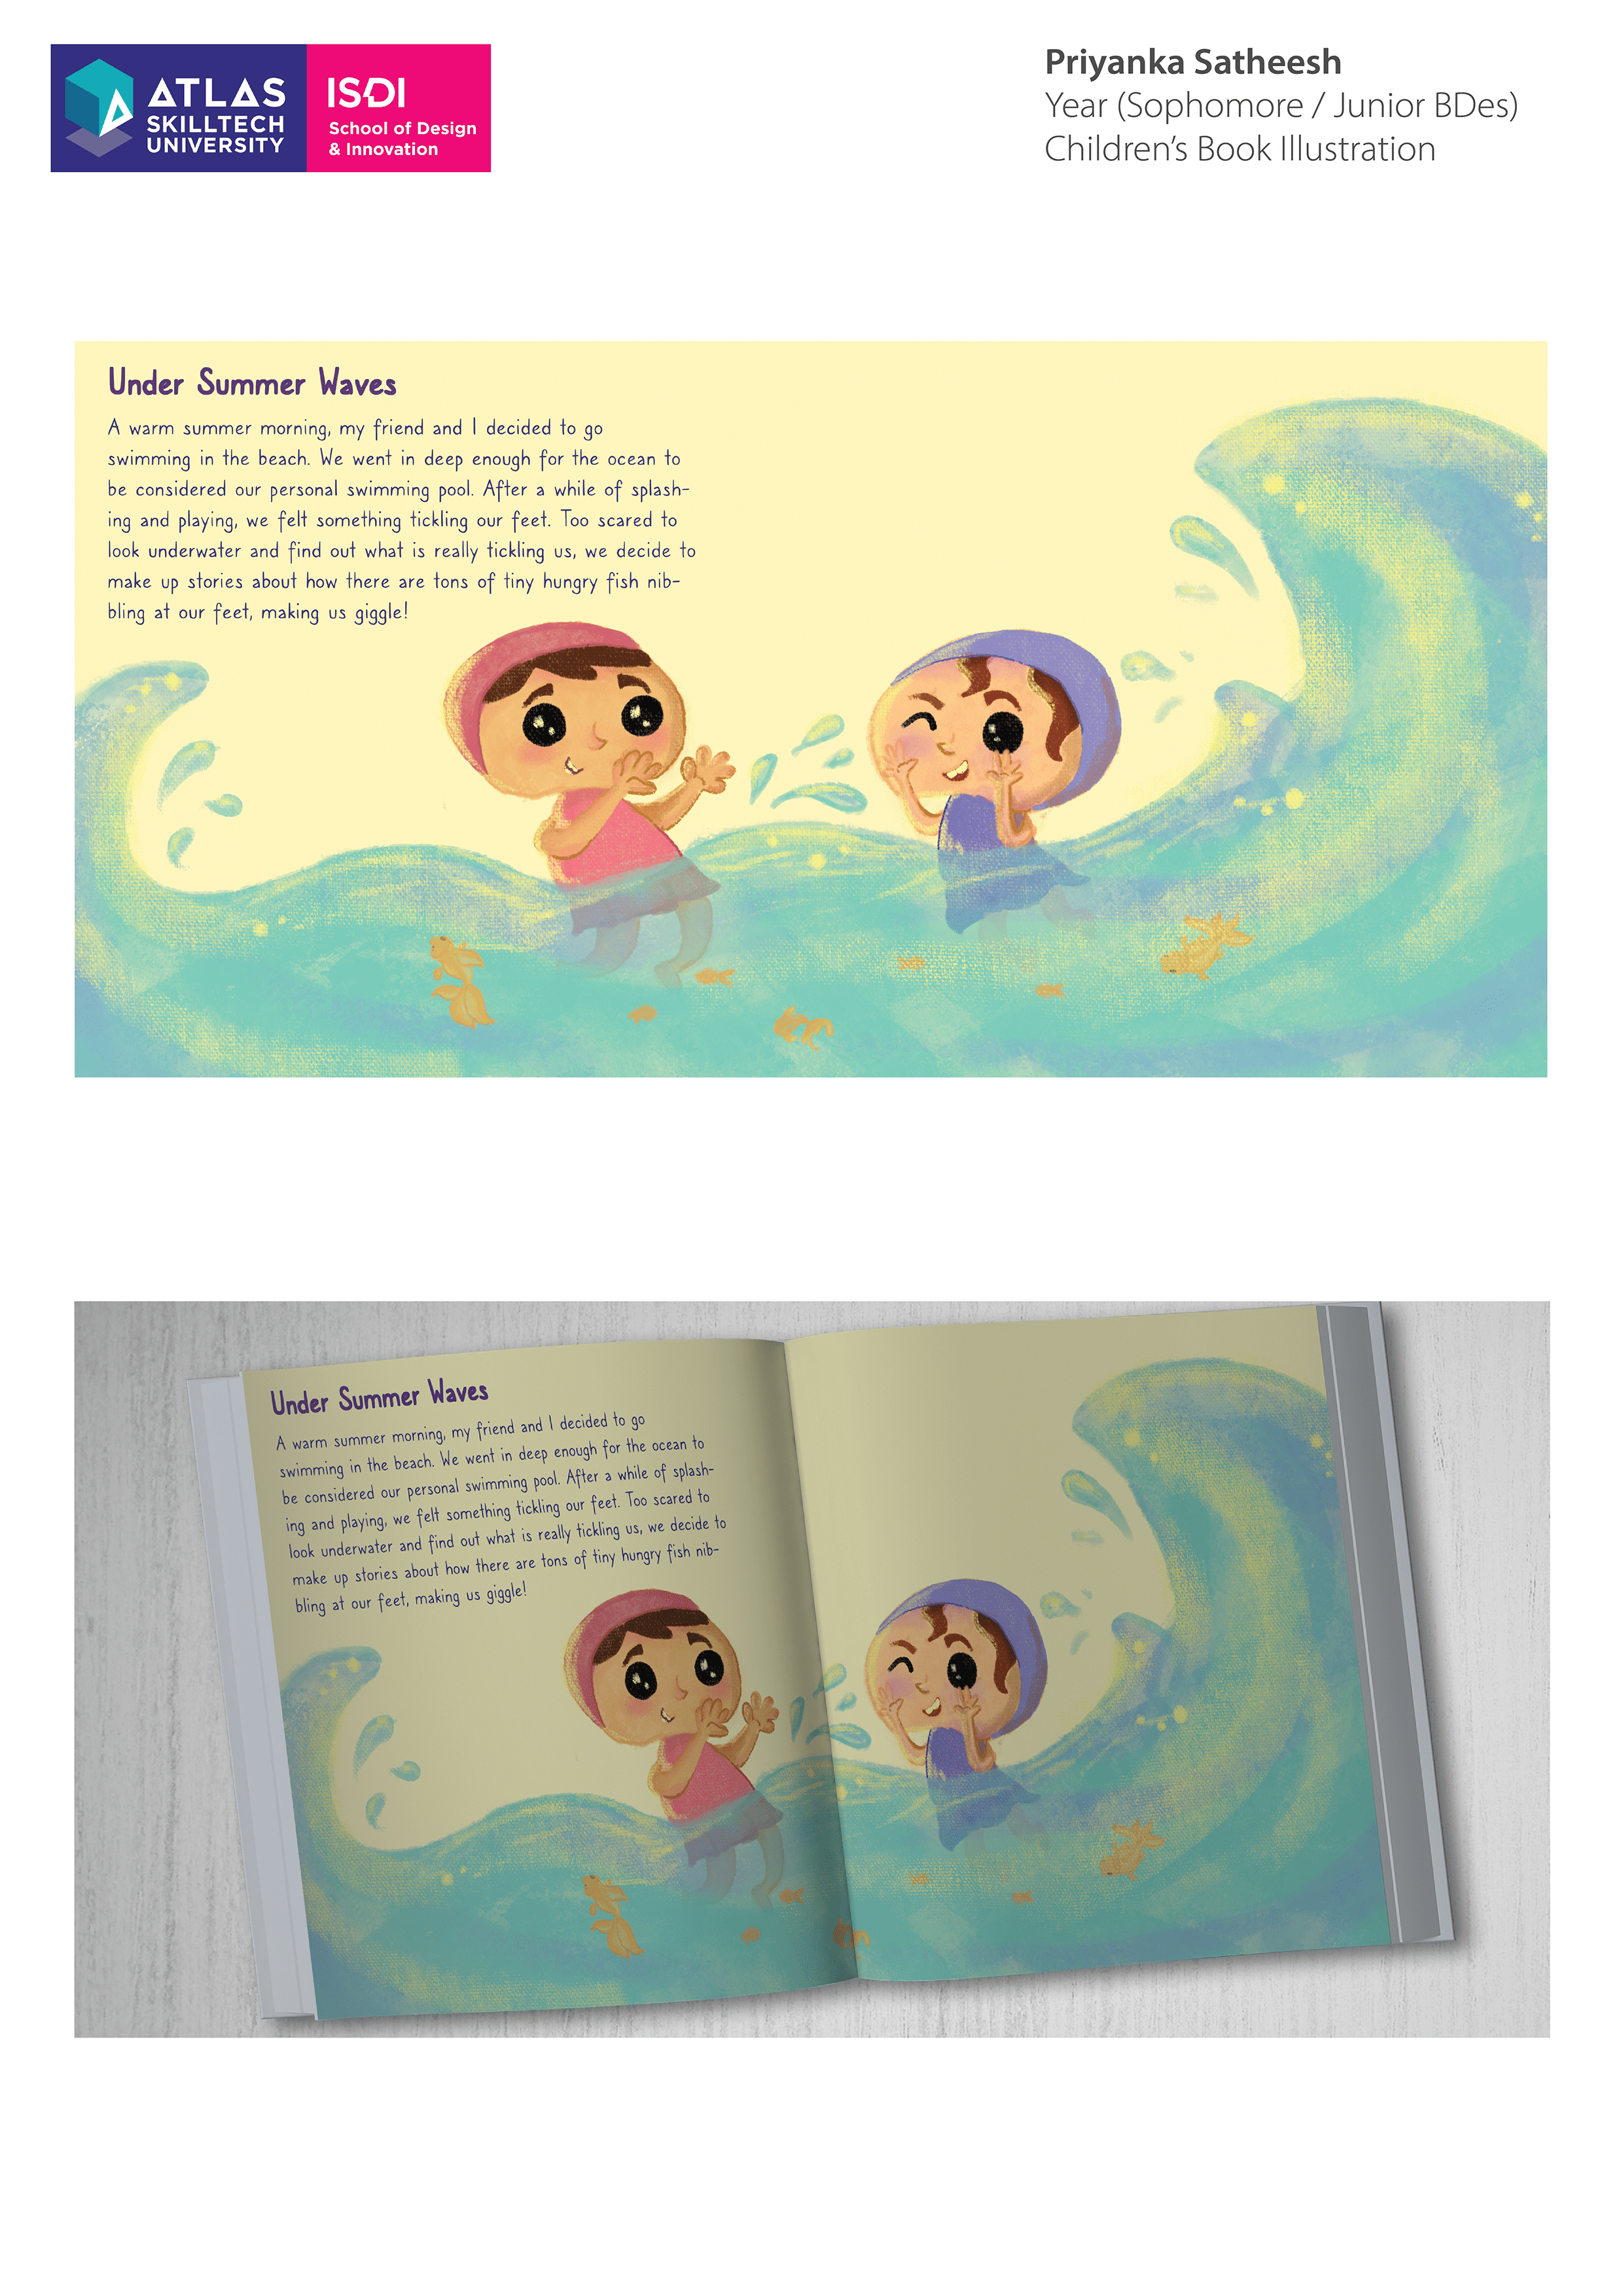 ATLAS
SKILLTECH
UNIVERSITY
ISDI
School of Design
& Innovation
Priyanka Satheesh
Year (Sophomore / Junior BDes)
Children's Book Illustration
Under Summer Waves
A warm summer morning, my friend and I decided to go
swimming in the beach. We went in deep enough for the ocean to
be considered our personal swimming pool. After a while of splash-
ing and playing, we felt something tickling our feet. Too scared to
look underwater and find out what is really tickling us, we decide to
make up stories about how there are tons of tiny hungry fish nib-
bling at our feet, making us giggle!
Under Summer Waves
A warm summer morning, my friend and I decided to go
swimming in the beach. We went in deep enough for the ocean to
be considered our personal swimming pool. After a while of splash-
ing and playing, we felt something tickling our feet. Too scared to
look underwater and find out what is really tickling us, we decide to
make up stories about how there are tons of tiny hungry fish nib-
bling at our feet, making us giggle!